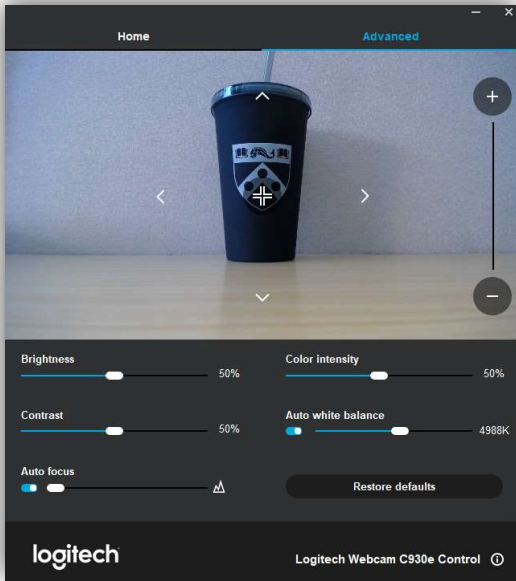 Home
Advanced
Brightness
50%
Color intensity
50%
Contrast
50%
Auto white balance
4988K
Auto focus
Restore defaults
logitech
Logitech Webcam C930e Control